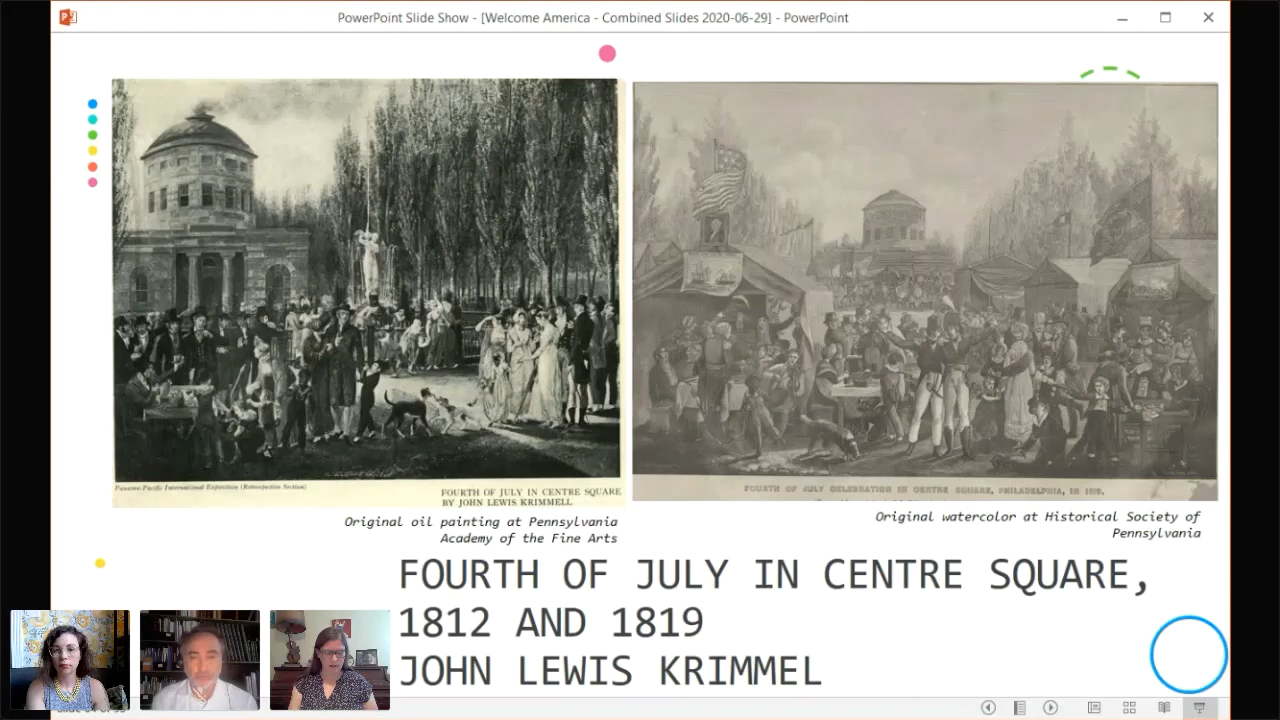 PowerPoint Slide Show - [Welcome America - Combined Slides 2020-06-29] - PowerPoint
Panama-Pacific International Exposition (Retrospective Section)
FOURTH OF JULY IN CENTRE SQUARE
BY JOHN LEWIS KRIMMELL
FOURTH OF JULY CELEBRATION IN CENTRE SQUARE, PHILADELPHIA, IN 1819.
Original oil painting at Pennsylvania
Academy of the Fine Arts
Original watercolor at Historical Society of
Pennsylvania
FOURTH OF JULY IN CENTRE SQUARE,
1812 AND 1819
JOHN LEWIS KRIMMEL